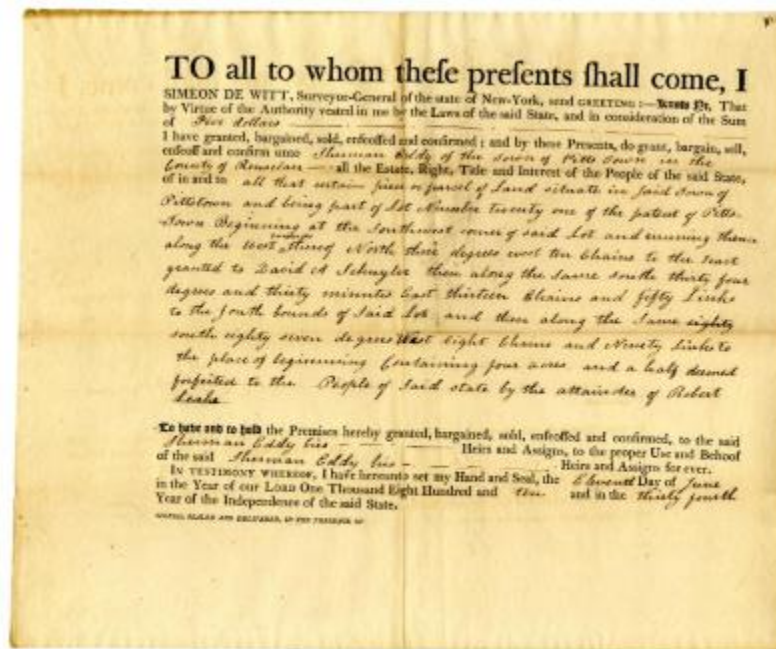 TO all to whom theſe preſents ſhall come, I
SIMEON DE WITT, Surveyor-General of the state of New-York, send GREETING :—Know Ye, That
by Virtue of the Authority vested in me by the Laws of the said State, and in consideration of the Sum
of Five dollars
I have granted, bargained, sold, enfeoffed and confirmed ; and by these Presents, do grant, bargain, sell,
enfeoff and confirm unto Sherman Eddy of the Town of Pitts Town in the
County of Rensselaer — all the Estate, Right, Title and Interest of the People of the said State,
of in and to all that certain piece or parcel of Land situate in said Town of
Pittstown and being part of Lot Number twenty one of the patent of Pitts-
Town Beginning at the Southwest corner of said Lot and running thence
along the West thereof North three degrees west ten Chains to the
granted to David A Schuyler then along the same south thirty four
degrees and thirty minutes East thirteen Chains and fifty Links
to the south bounds of said Lot and then along the same eighty
south eighty seven degrees West eight Chains and Ninety links to
the place of beginning Containing four acres and a half deemed
forfeited to the People of said state by the attainder of Robert
Leake
To have and to hold the Premises hereby granted, bargained, sold, enfeoffed and confirmed, to the said
Sherman Eddy his — Heirs and Assigns, to the proper Use and Behoof
of the said Sherman Eddy his — Heirs and Assigns for ever.
IN TESTIMONY WHEREOF, I have hereunto set my Hand and Seal, the Eleventh Day of June
in the Year of our LORD One Thousand Eight Hundred and ten and in the thirty fourth
Year of the Independence of the said State.
SIGNED, SEALED AND DELIVERED, IN THE PRESENCE OF